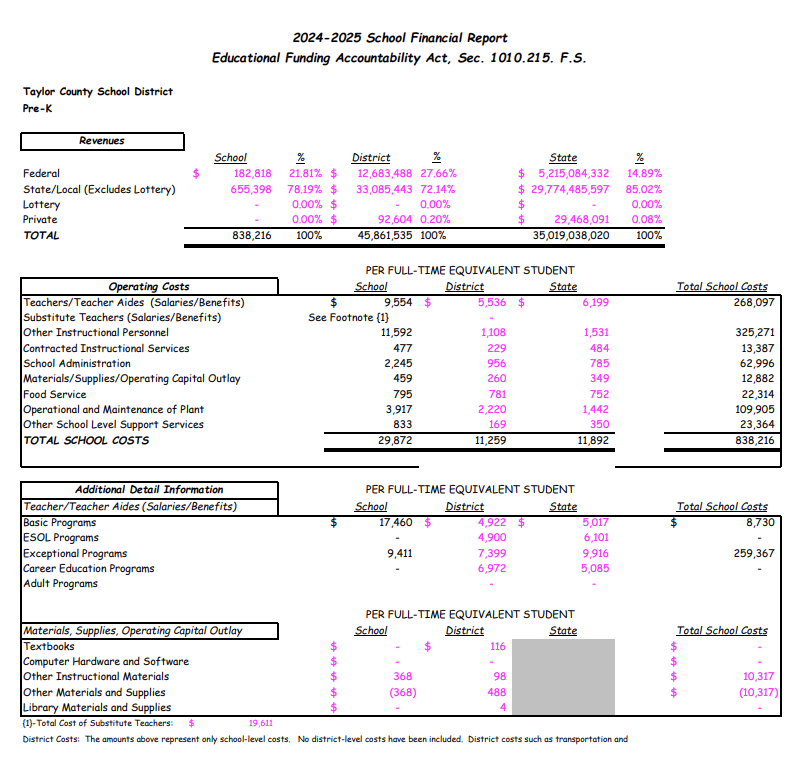 2024-2025 School Financial Report
Educational Funding Accountability Act, Sec. 1010.215. F.S.
Taylor County School District
Pre-K
Revenues
School % District % State %
Federal $ 182,818 21.81% $ 12,683,488 27.66% $ 5,215,084,332 14.89%
State/Local (Excludes Lottery) 655,398 78.19% $ 33,085,443 72.14% $ 29,774,485,597 85.02%
Lottery - 0.00% $ - 0.00% $ - 0.00%
Private - 0.00% $ 92,604 0.20% $ 29,468,091 0.08%
TOTAL 838,216 100% 45,861,535 100% 35,019,038,020 100%
PER FULL-TIME EQUIVALENT STUDENT
Operating Costs School District State Total School Costs
Teachers/Teacher Aides (Salaries/Benefits) $ 9,554 $ 5,536 $ 6,199 268,097
Substitute Teachers (Salaries/Benefits) See Footnote {1} -
Other Instructional Personnel 11,592 1,108 1,531 325,271
Contracted Instructional Services 477 229 484 13,387
School Administration 2,245 956 785 62,996
Materials/Supplies/Operating Capital Outlay 459 260 349 12,882
Food Service 795 781 752 22,314
Operational and Maintenance of Plant 3,917 2,220 1,442 109,905
Other School Level Support Services 833 169 350 23,364
TOTAL SCHOOL COSTS 29,872 11,259 11,892 838,216
Additional Detail Information PER FULL-TIME EQUIVALENT STUDENT
Teacher/Teacher Aides (Salaries/Benefits) School District State Total School Costs
Basic Programs $ 17,460 $ 4,922 $ 5,017 $ 8,730
ESOL Programs - 4,900 6,101 -
Exceptional Programs 9,411 7,399 9,916 259,367
Career Education Programs - 6,972 5,085 -
Adult Programs - -
PER FULL-TIME EQUIVALENT STUDENT
Materials, Supplies, Operating Capital Outlay School District State Total School Costs
Textbooks $ - $ 116 $ -
Computer Hardware and Software $ - - $ -
Other Instructional Materials $ 368 98 $ 10,317
Other Materials and Supplies $ (368) 488 $ (10,317)
Library Materials and Supplies $ - 4 $ -
{1}-Total Cost of Substitute Teachers: $ 19,611
District Costs: The amounts above represent only school-level costs. No district-level costs have been included. District costs such as transportation and